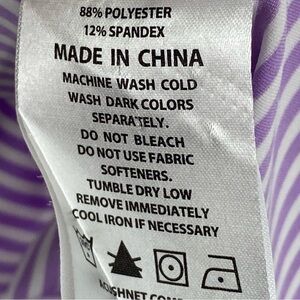 88% POLYESTER
12% SPANDEX
MADE IN CHINA
MACHINE WASH COLD
WASH DARK COLORS
SEPARATELY.
DO NOT BLEACH
DO NOT USE FABRIC
SOFTENERS.
TUMBLE DRY LOW
REMOVE IMMEDIATELY
COOL IRON IF NECESSARY